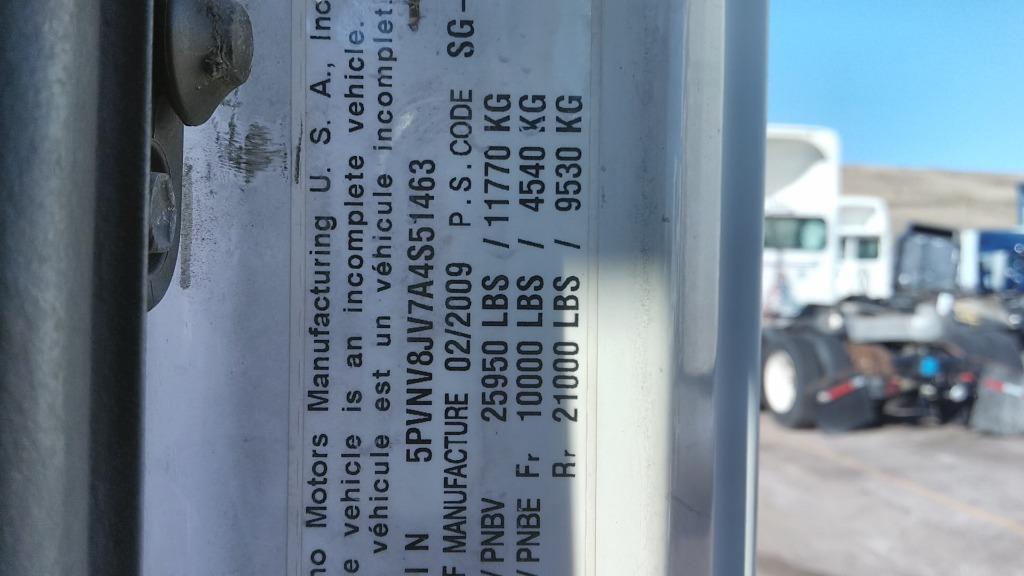 no Motors Manufacturing U. S. A., Inc
e vehicle is an incomplete vehicle.
véhicule est un véhicule incomplet.
I N 5PVNV8JV7A4S51463
F MANUFACTURE 02/2009 P.S.CODE SG-
/ PNBV 25950 LBS / 11770 KG
/ PNBE Fr 10000 LBS / 4540 KG
Rr 21000 LBS / 9530 KG